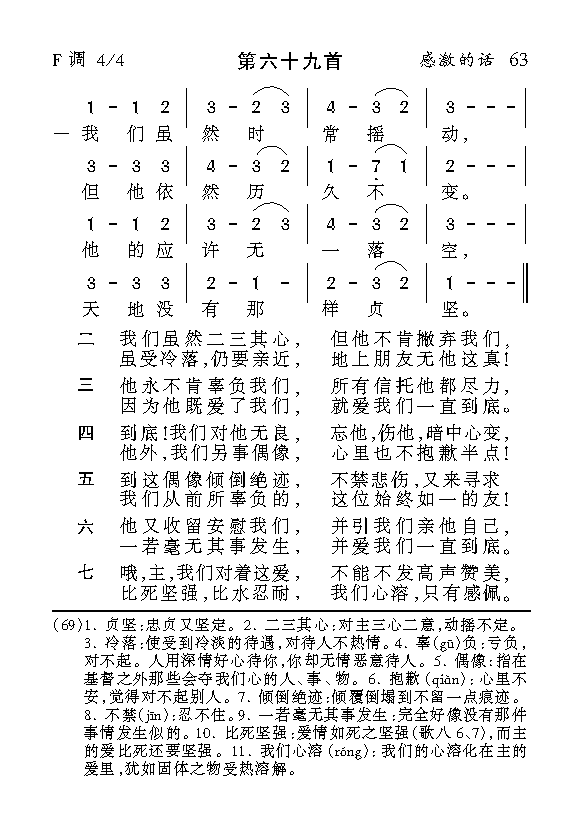 F 调 4/4 第六十九首 感激的话 63
1 - 1 2 | 3 - 2 3 | 4 - 3 2 | 3 - - - |
一 我 们 虽 然 时 常 摇 动，
3 - 3 3 | 4 - 3 2 | 1 - 7̣ 1 | 2 - - - |
但 他 依 然 历 久 不 变。
1 - 1 2 | 3 - 2 3 | 4 - 3 2 | 3 - - - |
他 的 应 许 无 一 落 空，
3 - 3 3 | 2 - 1 - | 2 - 3 2 | 1 - - - ‖
天 地 没 有 那 样 贞 坚。
二 我们虽然二三其心， 但他不肯撇弃我们，
虽受冷落，仍要亲近， 地上朋友无他这真！
三 他永不肯辜负我们， 所有信托他都尽力，
因为他既爱了我们， 就爱我们一直到底。
四 到底！我们对他无良， 忘他，伤他，暗中心变，
他外，我们另事偶像， 心里也不抱歉半点！
五 到这偶像倾倒绝迹， 不禁悲伤，又来寻求
我们从前所辜负的， 这位始终如一的友！
六 他又收留安慰我们， 并引我们亲他自己，
一若毫无其事发生， 并爱我们一直到底。
七 哦，主，我们对着这爱， 不能不发高声赞美，
比死坚强，比水忍耐， 我们心溶，只有感佩。
(69)1．贞坚：忠贞又坚定。2．二三其心：对主三心二意，动摇不定。
3．冷落：使受到冷淡的待遇，对待人不热情。4．辜(gū)负：亏负，
对不起。人用深情好心待你，你却无情恶意待人。5．偶像：指在
基督之外那些会夺我们心的人、事、物。6．抱歉(qiàn)：心里不
安，觉得对不起别人。7．倾倒绝迹：倾覆倒塌到不留一点痕迹。
8．不禁(jīn)：忍不住。9．一若毫无其事发生：完全好像没有那件
事情发生似的。10．比死坚强：爱情如死之坚强(歌八 6、7)，而主
的爱比死还要坚强。11．我们心溶(róng)：我们的心溶化在主的
爱里，犹如固体之物受热溶解。